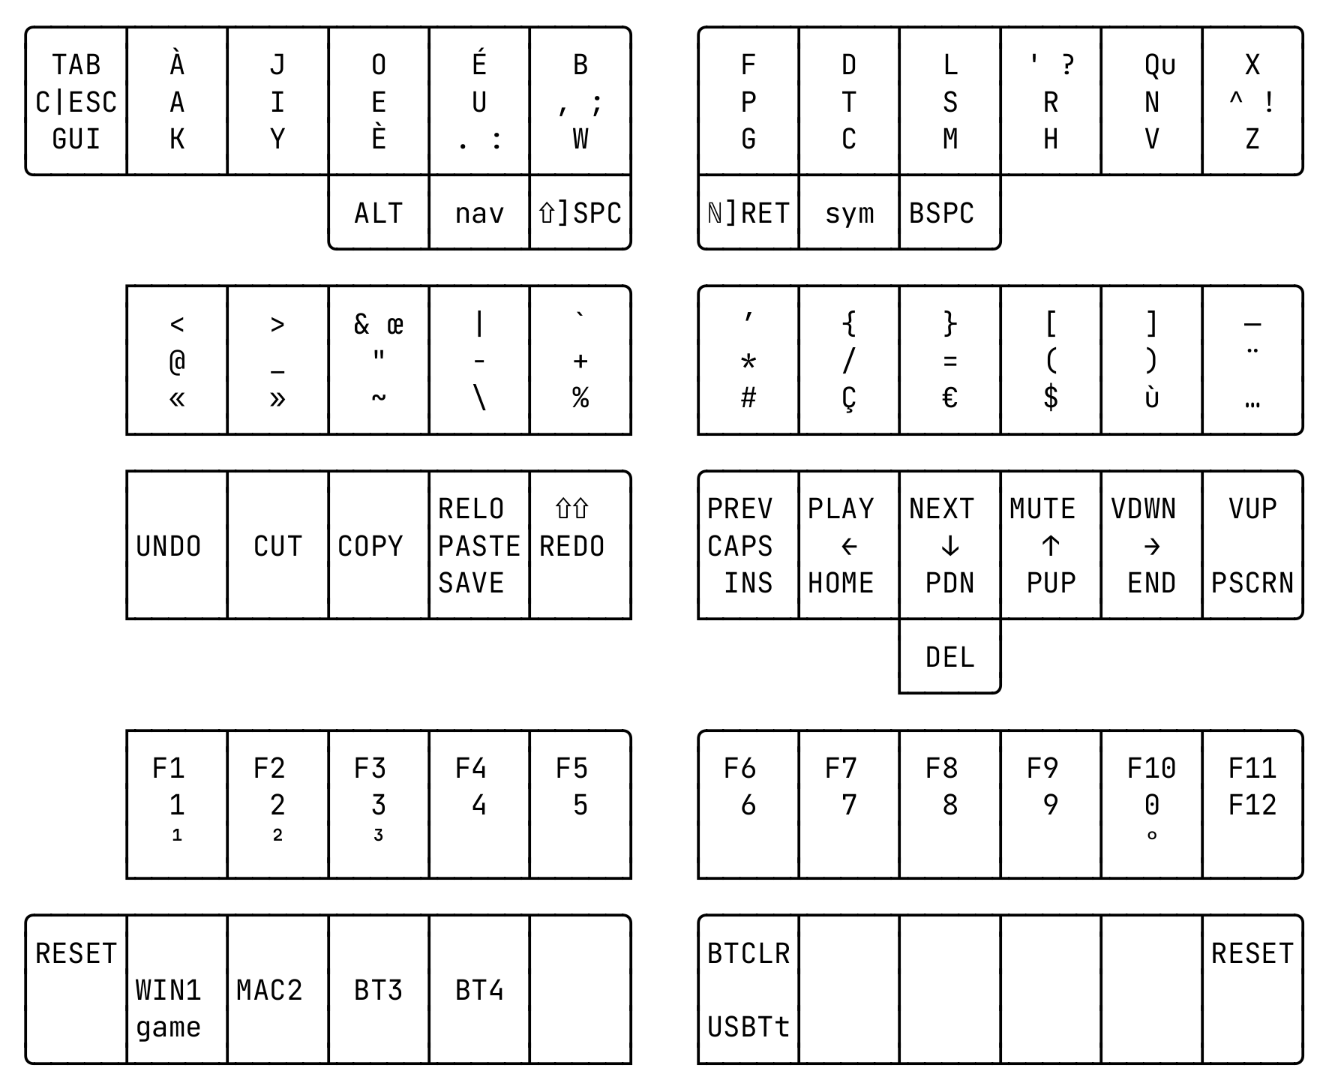 TAB À J O É B F D L ' ? Qu X
C|ESC A I E U , ; P T S R N ^ !
GUI K Y È . : W G C M H V Z
ALT nav ⇧]SPC ℕ]RET sym BSPC
< > & œ | ` ’ { } [ ] —
@ _ " - + * / = ( ) ¨
« » ~ \ % # Ç € $ ù …
RELO ⇧⇧ PREV PLAY NEXT MUTE VDWN VUP
UNDO CUT COPY PASTE REDO CAPS ← ↓ ↑ →
SAVE INS HOME PDN PUP END PSCRN
DEL
F1 F2 F3 F4 F5 F6 F7 F8 F9 F10 F11
1 2 3 4 5 6 7 8 9 0 F12
¹ ² ³ °
RESET BTCLR RESET
WIN1 MAC2 BT3 BT4
game USBTt